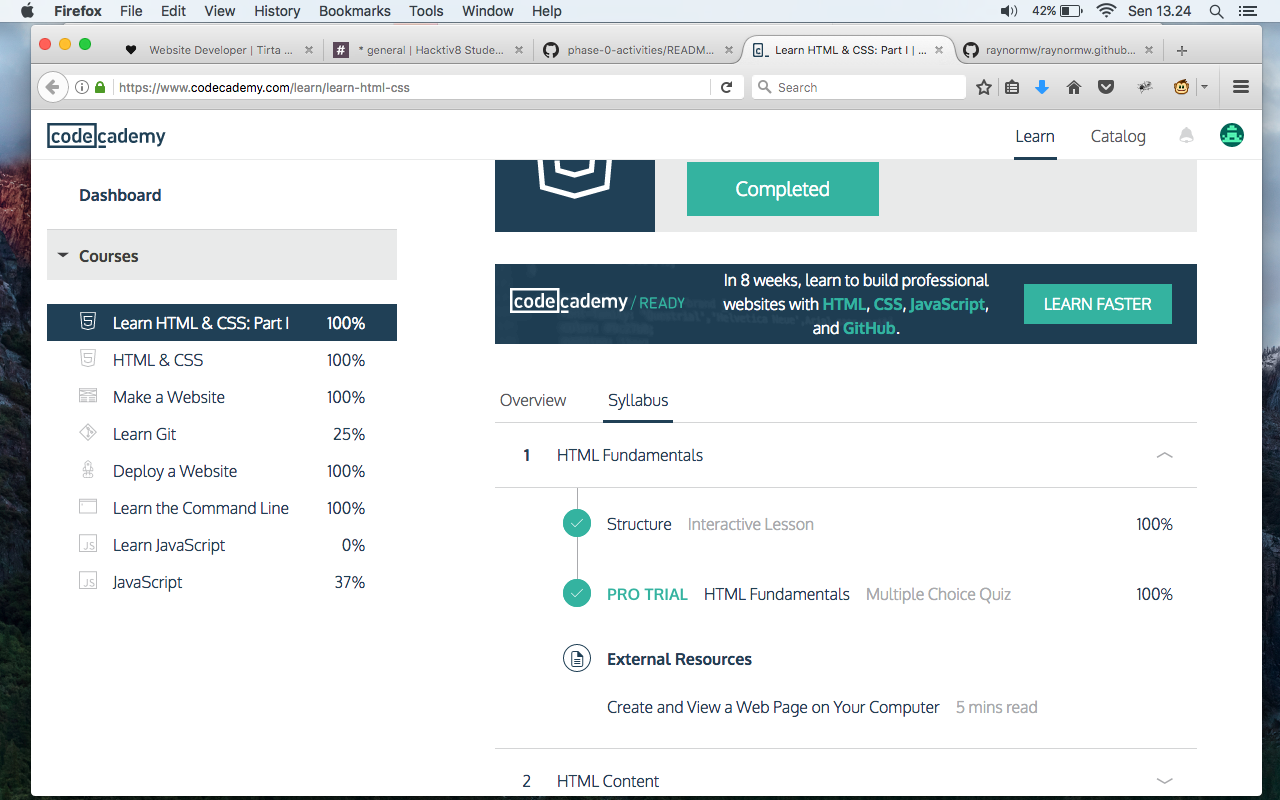 Firefox File Edit View History Bookmarks Tools Window Help 42% Sen 13.24
Website Developer | Tirta ... * general | Hacktiv8 Stude... phase-0-activities/READM... Learn HTML & CSS: Part I | ... raynormw/raynormw.github...
https://www.codecademy.com/learn/learn-html-css Search
codecademy Learn Catalog
Dashboard
Courses
Learn HTML & CSS: Part I 100%
HTML & CSS 100%
Make a Website 100%
Learn Git 25%
Deploy a Website 100%
Learn the Command Line 100%
JS Learn JavaScript 0%
JS JavaScript 37%
Completed
codecademy / READY
In 8 weeks, learn to build professional
websites with HTML, CSS, JavaScript,
and GitHub.
LEARN FASTER
Overview Syllabus
1 HTML Fundamentals
Structure Interactive Lesson 100%
PRO TRIAL HTML Fundamentals Multiple Choice Quiz 100%
External Resources
Create and View a Web Page on Your Computer 5 mins read
2 HTML Content